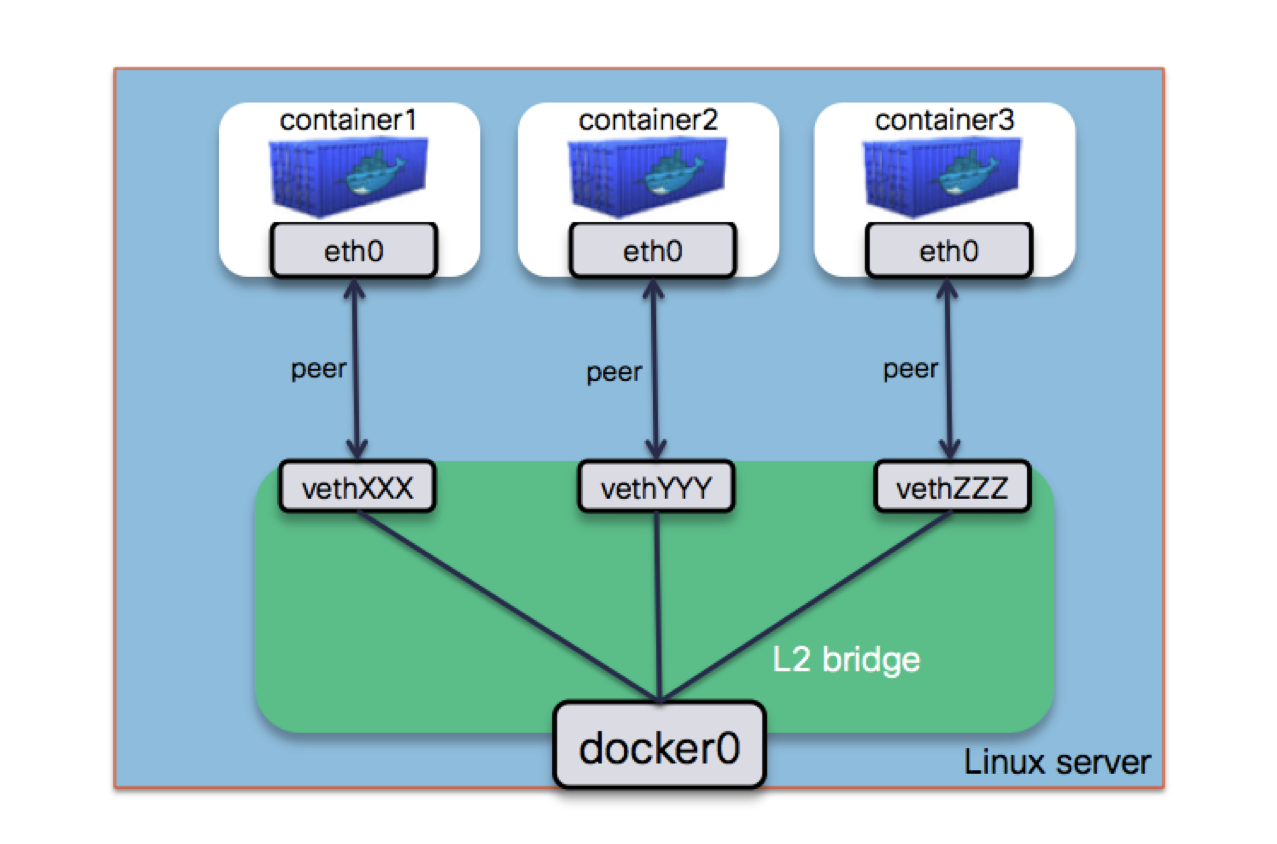 container1
container2
container3
eth0
eth0
eth0
peer
peer
peer
vethXXX
vethYYY
vethZZZ
L2 bridge
docker0
Linux server